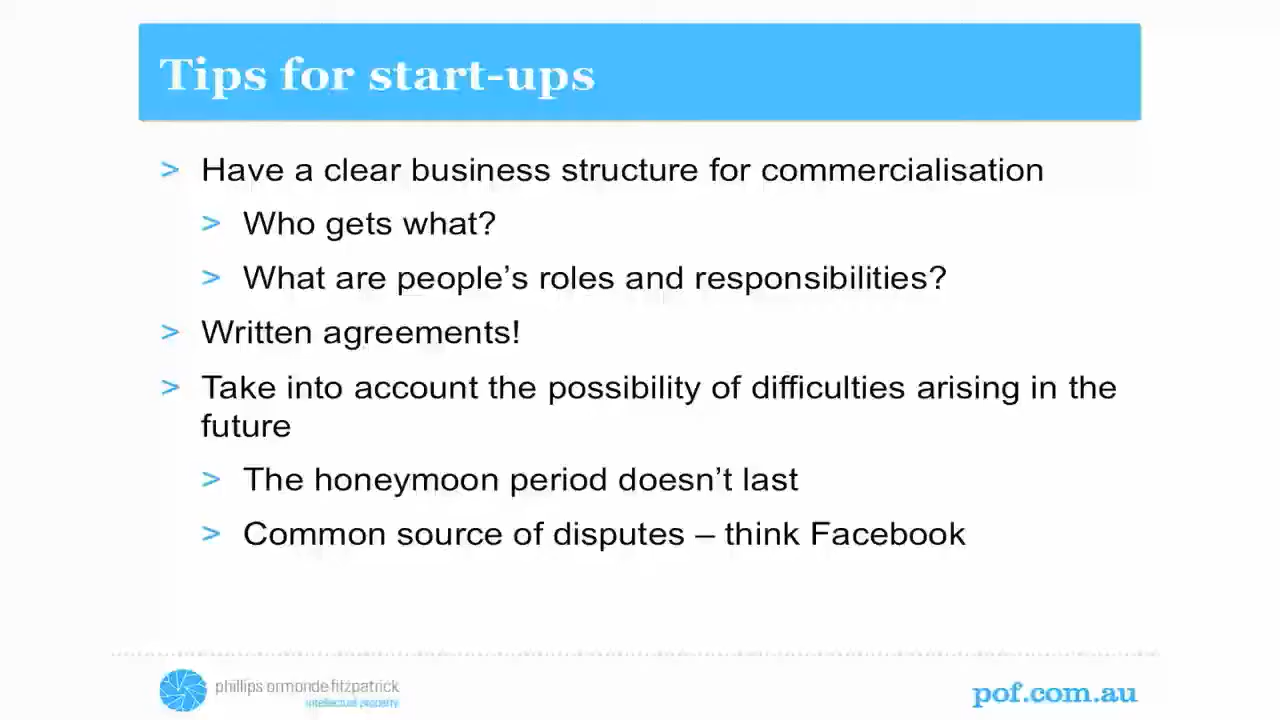 Tips for start-ups
> Have a clear business structure for commercialisation
> Who gets what?
> What are people’s roles and responsibilities?
> Written agreements!
> Take into account the possibility of difficulties arising in the
future
> The honeymoon period doesn’t last
> Common source of disputes – think Facebook
phillips ormonde fitzpatrick
intellectual property
pof.com.au